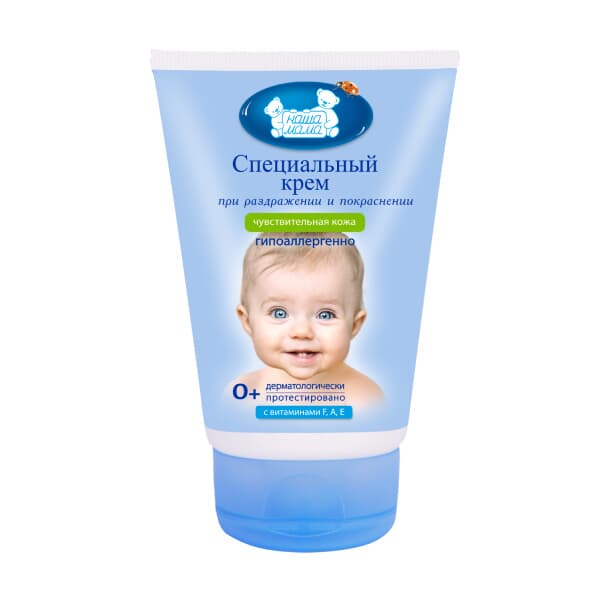 наша
мама
Специальный
крем
при раздражении и покраснении
чувствительная кожа
гипоаллергенно
0+
дерматологически
протестировано
с витаминами F, A, E